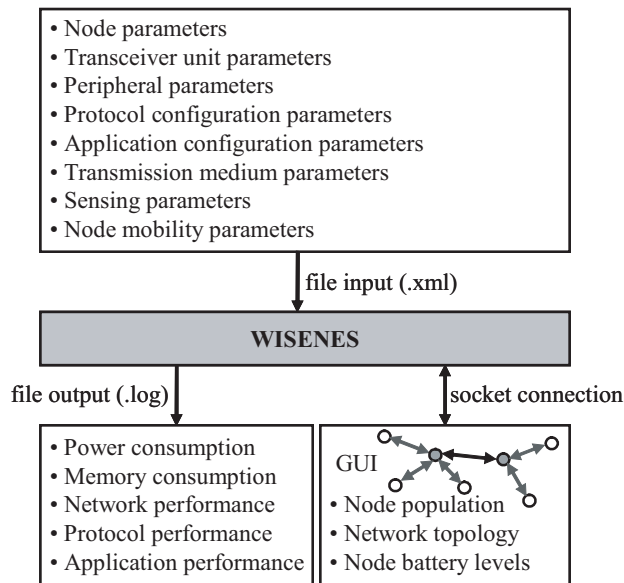 • Node parameters
• Transceiver unit parameters
• Peripheral parameters
• Protocol configuration parameters
• Application configuration parameters
• Transmission medium parameters
• Sensing parameters
• Node mobility parameters
file input (.xml)
WISENES
file output (.log)
socket connection
• Power consumption
• Memory consumption
• Network performance
• Protocol performance
• Application performance
GUI
• Node population
• Network topology
• Node battery levels